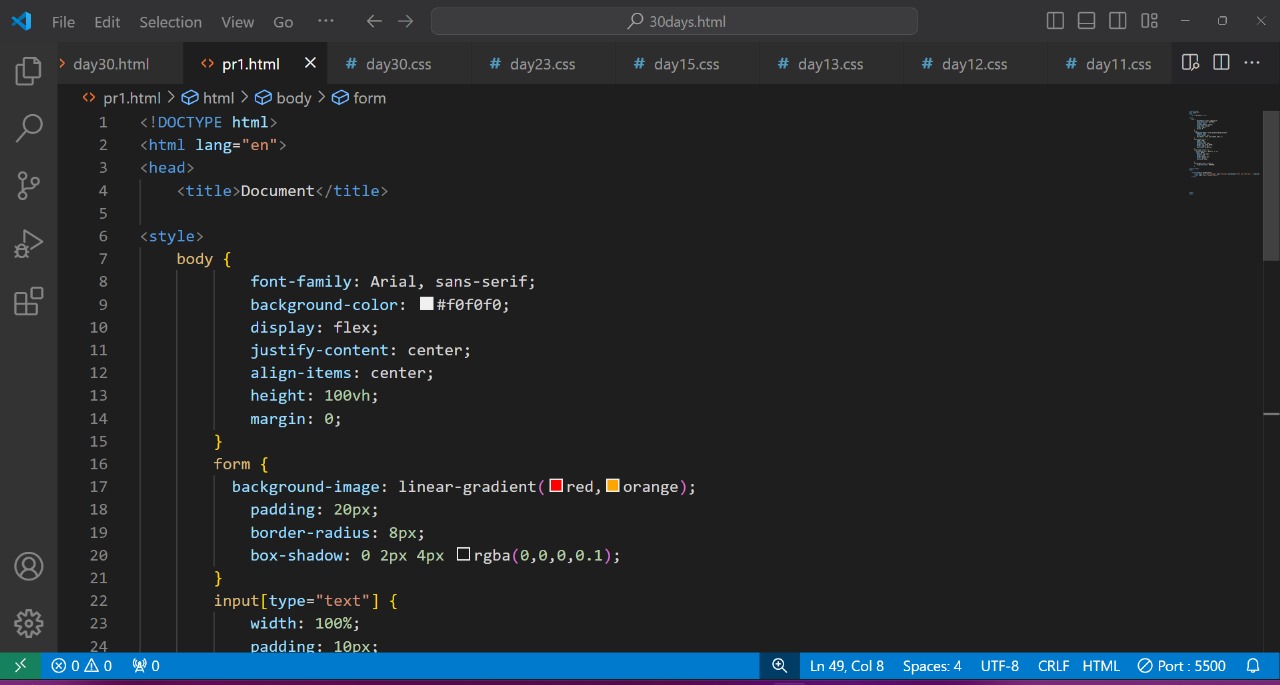 File Edit Selection View Go ··· 30days.html
day30.html pr1.html # day30.css # day23.css # day15.css # day13.css # day12.css # day11.css
pr1.html > html > body > form
1 <!DOCTYPE html>
2 <html lang="en">
3 <head>
4 <title>Document</title>
5
6 <style>
7 body {
8 font-family: Arial, sans-serif;
9 background-color: #f0f0f0;
10 display: flex;
11 justify-content: center;
12 align-items: center;
13 height: 100vh;
14 margin: 0;
15 }
16 form {
17 background-image: linear-gradient(red,orange);
18 padding: 20px;
19 border-radius: 8px;
20 box-shadow: 0 2px 4px rgba(0,0,0,0.1);
21 }
22 input[type="text"] {
23 width: 100%;
24 padding: 10px;
0 0 0 Ln 49, Col 8 Spaces: 4 UTF-8 CRLF HTML Port : 5500